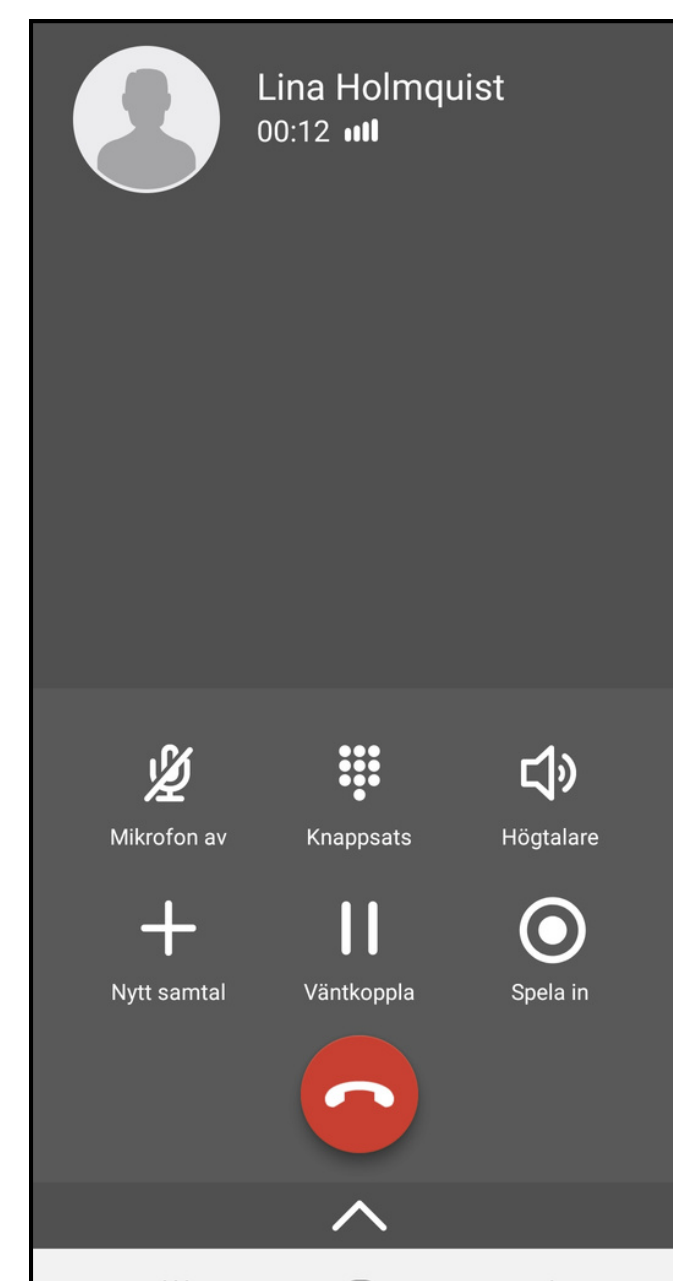 Lina Holmquist
00:12
Mikrofon av Knappsats Högtalare
Nytt samtal Väntkoppla Spela in